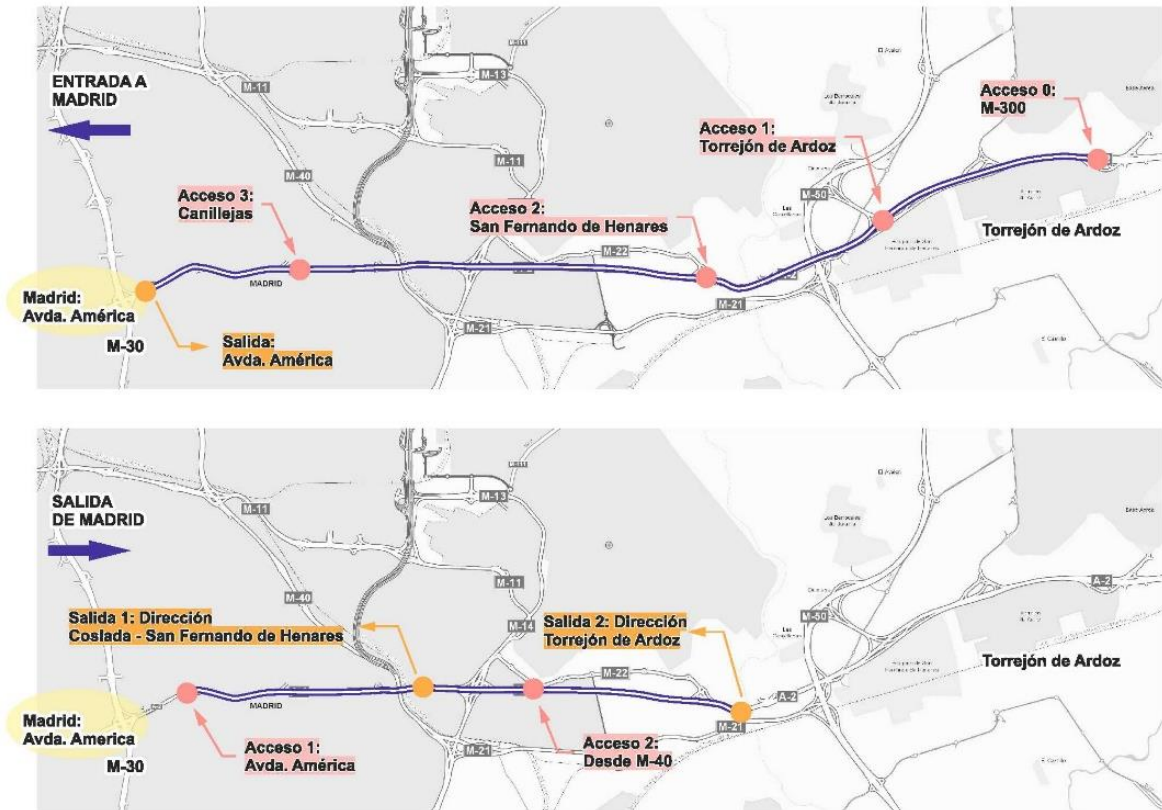 ENTRADA A
MADRID
M-11
M-13
M-11
M-40
Acceso 0:
M-300
Acceso 1:
Torrejón de Ardoz
M-50
Acceso 3:
Canillejas
Acceso 2:
San Fernando de Henares
M-22
Torrejón de Ardoz
Madrid:
Avda. América
MADRID
M-21
M-30
M-21
Salida:
Avda. América
SALIDA
DE MADRID
M-11
M-13
M-11
M-40
M-14
M-50
A-2
Salida 1: Dirección
Coslada - San Fernando de Henares
Salida 2: Dirección
Torrejón de Ardoz
M-22
Torrejón de Ardoz
Madrid:
Avda. America
MADRID
A-2
M-21
M-30
M-21
Acceso 1:
Avda. América
Acceso 2:
Desde M-40